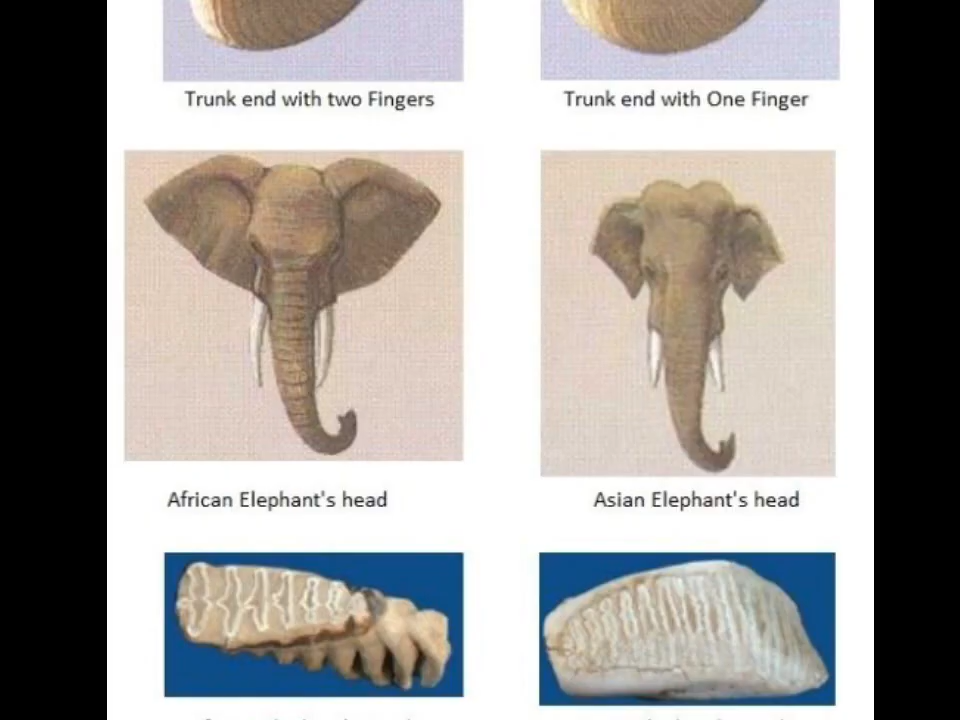 Trunk end with two Fingers
Trunk end with One Finger
African Elephant's head
Asian Elephant's head